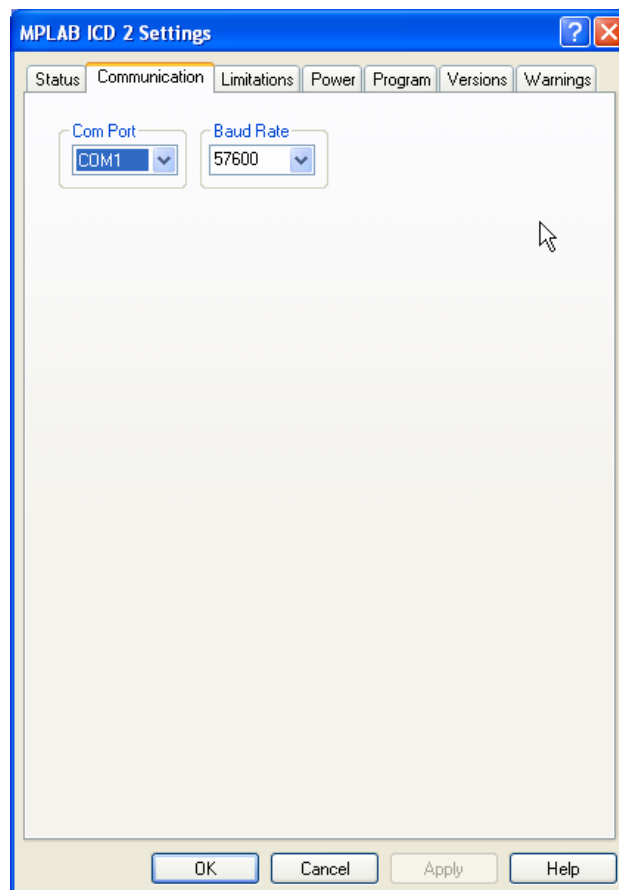 MPLAB ICD 2 Settings
Status Communication Limitations Power Program Versions Warnings
Com Port Baud Rate
COM1 57600
OK Cancel Apply Help